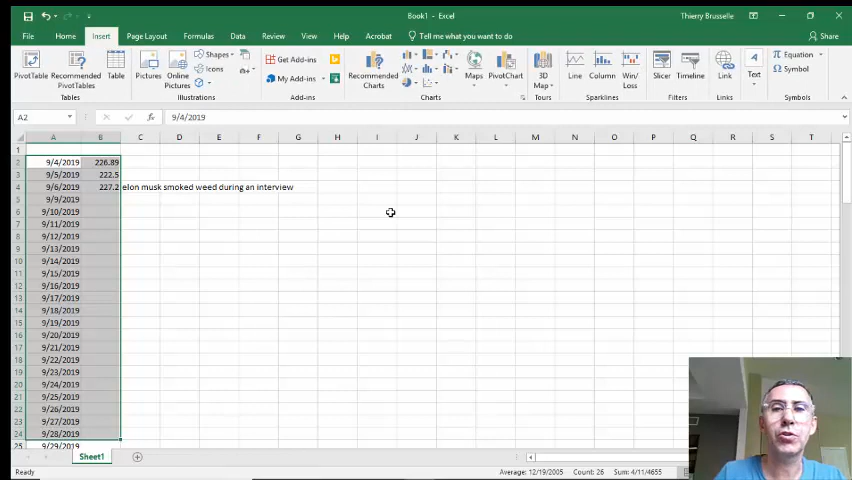 Book1 - Excel
Thierry Brusselle
File Home Insert Page Layout Formulas Data Review View Help Acrobat Tell me what you want to do Share
PivotTable Recommended PivotTables Table
Tables
Pictures Online Pictures Shapes Icons
Illustrations
Get Add-ins
My Add-ins
Add-ins
Recommended Charts Maps PivotChart
Charts
3D Map
Tours
Line Column Win/Loss
Sparklines
Slicer Timeline
Filters
Link
Links
Text
Equation
Symbol
Symbols
A2 fx 9/4/2019
A B C D E F G H I J K L M N O P Q R S T
1
2 9/4/2019 226.89
3 9/5/2019 222.5
4 9/6/2019 227.2 elon musk smoked weed during an interview
5 9/9/2019
6 9/10/2019
7 9/11/2019
8 9/12/2019
9 9/13/2019
10 9/14/2019
11 9/15/2019
12 9/16/2019
13 9/17/2019
14 9/18/2019
15 9/19/2019
16 9/20/2019
17 9/21/2019
18 9/22/2019
19 9/23/2019
20 9/24/2019
21 9/25/2019
22 9/26/2019
23 9/27/2019
24 9/28/2019
25 9/29/2019
Sheet1
Ready
Average: 12/19/2005 Count: 26 Sum: 4/11/4655